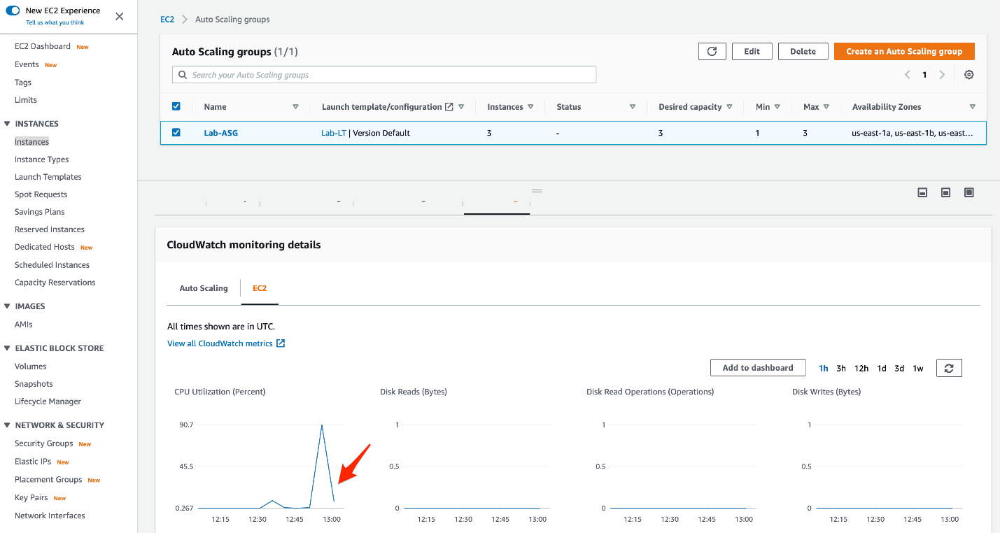 New EC2 Experience
Tell us what you think
EC2 Dashboard New
Events New
Tags
Limits
INSTANCES
Instances
Instance Types
Launch Templates
Spot Requests
Savings Plans
Reserved Instances
Dedicated Hosts New
Scheduled Instances
Capacity Reservations
IMAGES
AMIs
ELASTIC BLOCK STORE
Volumes
Snapshots
Lifecycle Manager
NETWORK & SECURITY
Security Groups New
Elastic IPs New
Placement Groups New
Key Pairs New
Network Interfaces
EC2 > Auto Scaling groups
Auto Scaling groups (1/1)
Edit
Delete
Create an Auto Scaling group
Search your Auto Scaling groups
1
Name Launch template/configuration Instances Status Desired capacity Min Max Availability Zones
Lab-ASG Lab-LT | Version Default 3 - 3 1 3 us-east-1a, us-east-1b, us-east...
CloudWatch monitoring details
Auto Scaling EC2
All times shown are in UTC.
View all CloudWatch metrics
Add to dashboard 1h 3h 12h 1d 3d 1w
CPU Utilization (Percent)
90.7
45.5
0.267
12:15 12:30 12:45 13:00
Disk Reads (Bytes)
1
0.5
0
12:15 12:30 12:45 13:00
Disk Read Operations (Operations)
1
0.5
0
12:15 12:30 12:45 13:00
Disk Writes (Bytes)
1
0.5
0
12:15 12:30 12:45 13:00